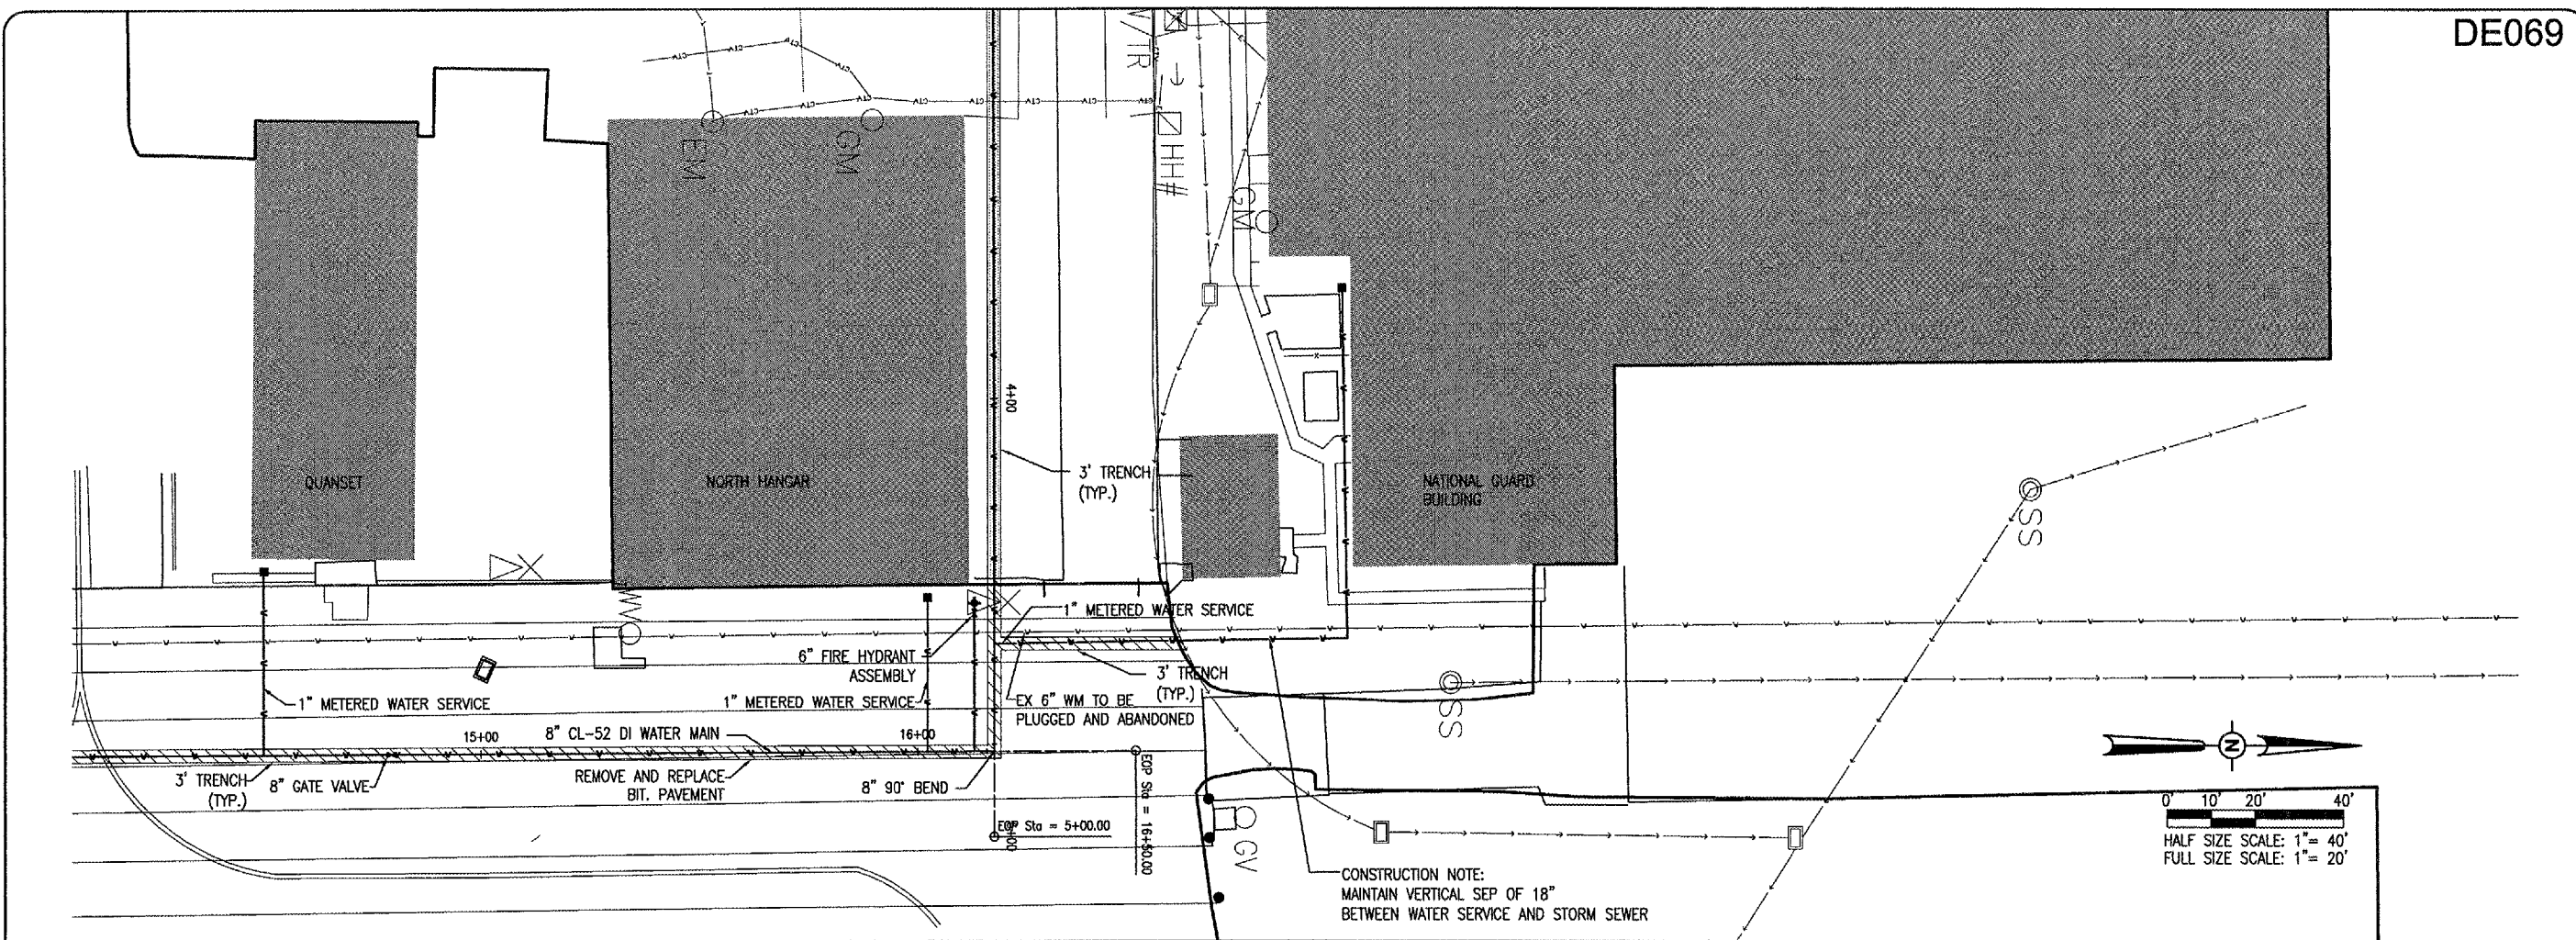 DE069
W/TR
HH#
EM
GM
GM
4+00
3' TRENCH
(TYP.)
QUANSET
NORTH HANGAR
NATIONAL GUARD
BUILDING
SS
1" METERED WATER SERVICE
6" FIRE HYDRANT
ASSEMBLY
3' TRENCH
(TYP.)
1" METERED WATER SERVICE
1" METERED WATER SERVICE
EX 6" WM TO BE
PLUGGED AND ABANDONED
SS
15+00
8" CL-52 DI WATER MAIN
16+00
3' TRENCH
(TYP.)
8" GATE VALVE
REMOVE AND REPLACE
BIT. PAVEMENT
8" 90° BEND
EOP Sta = 16+50.00
EOP Sta = 5+00.00
GV
N
0' 10' 20' 40'
HALF SIZE SCALE: 1"= 40'
FULL SIZE SCALE: 1"= 20'
CONSTRUCTION NOTE:
MAINTAIN VERTICAL SEP OF 18"
BETWEEN WATER SERVICE AND STORM SEWER